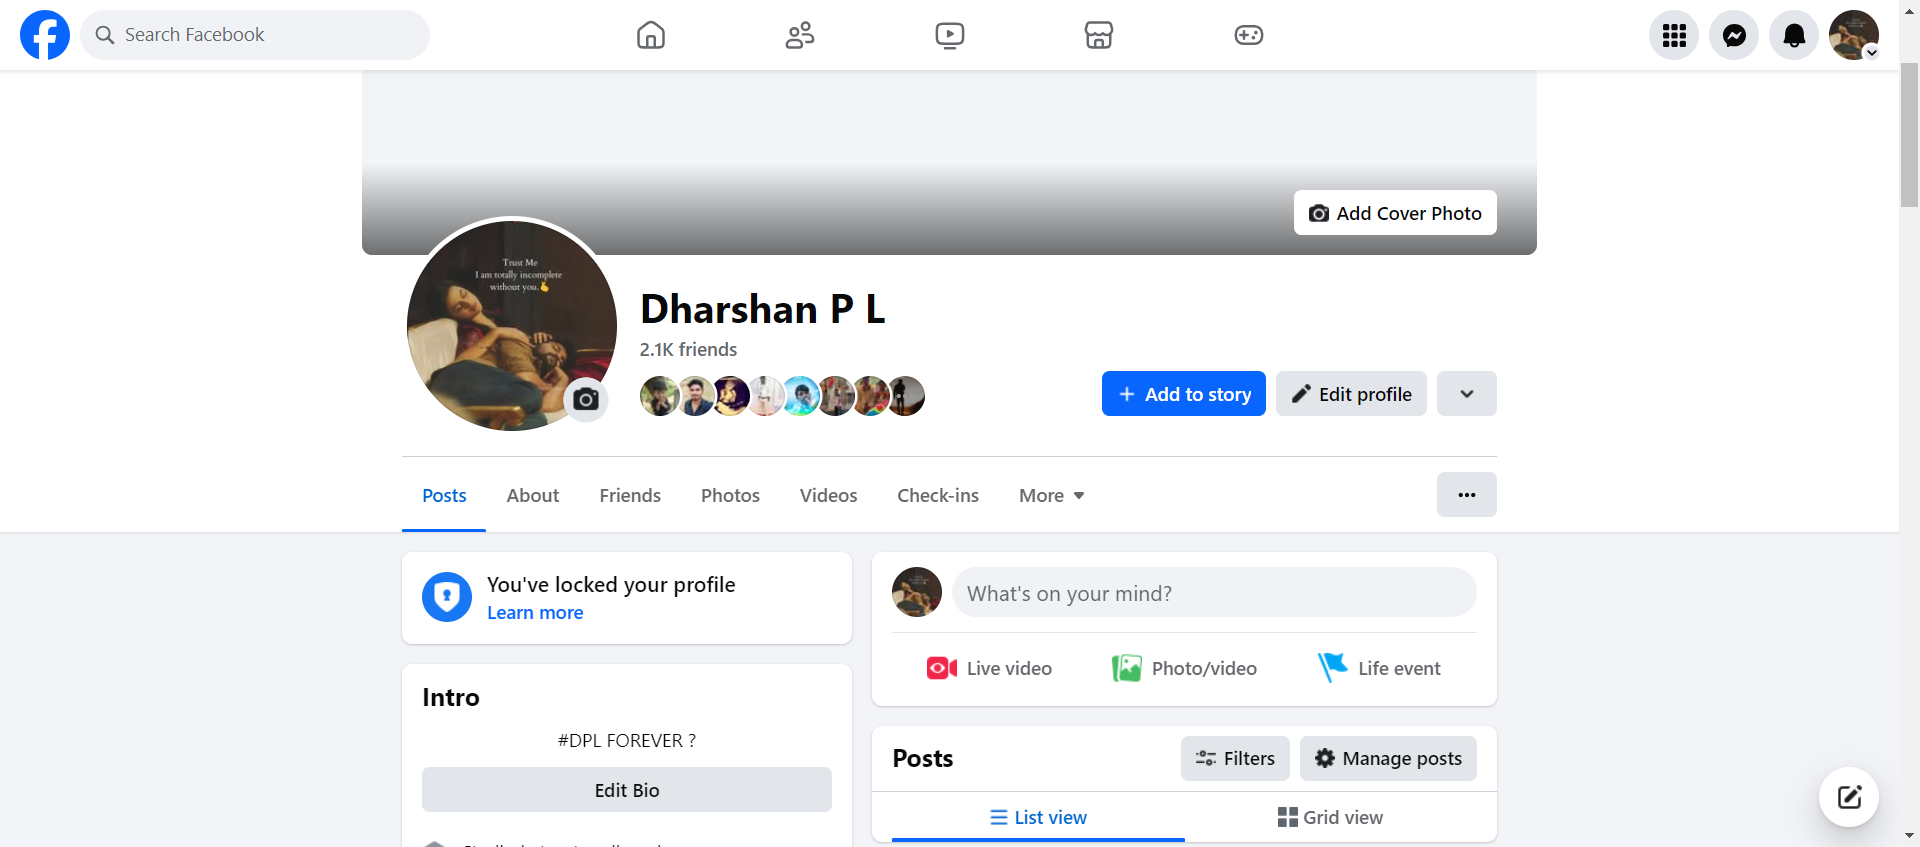 Search Facebook
Add Cover Photo
Trust Me
I am totally incomplete
without you.
Dharshan P L
2.1K friends
Add to story
Edit profile
Posts
About
Friends
Photos
Videos
Check-ins
More
You've locked your profile
Learn more
Intro
#DPL FOREVER ?
Edit Bio
What's on your mind?
Live video
Photo/video
Life event
Posts
Filters
Manage posts
List view
Grid view